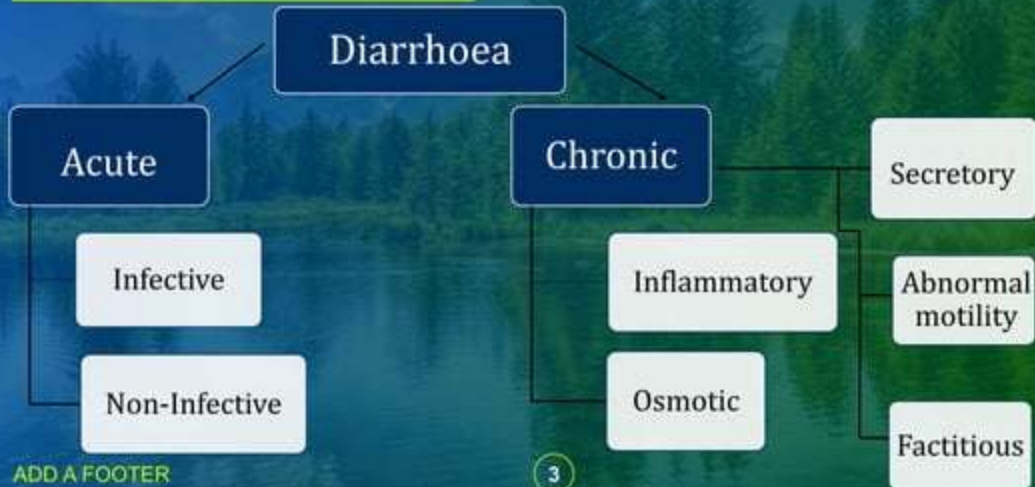 Diarrhoea
Acute
Infective
Non-Infective
Chronic
Inflammatory
Osmotic
Secretory
Abnormal
motility
Factitious
ADD A FOOTER
3